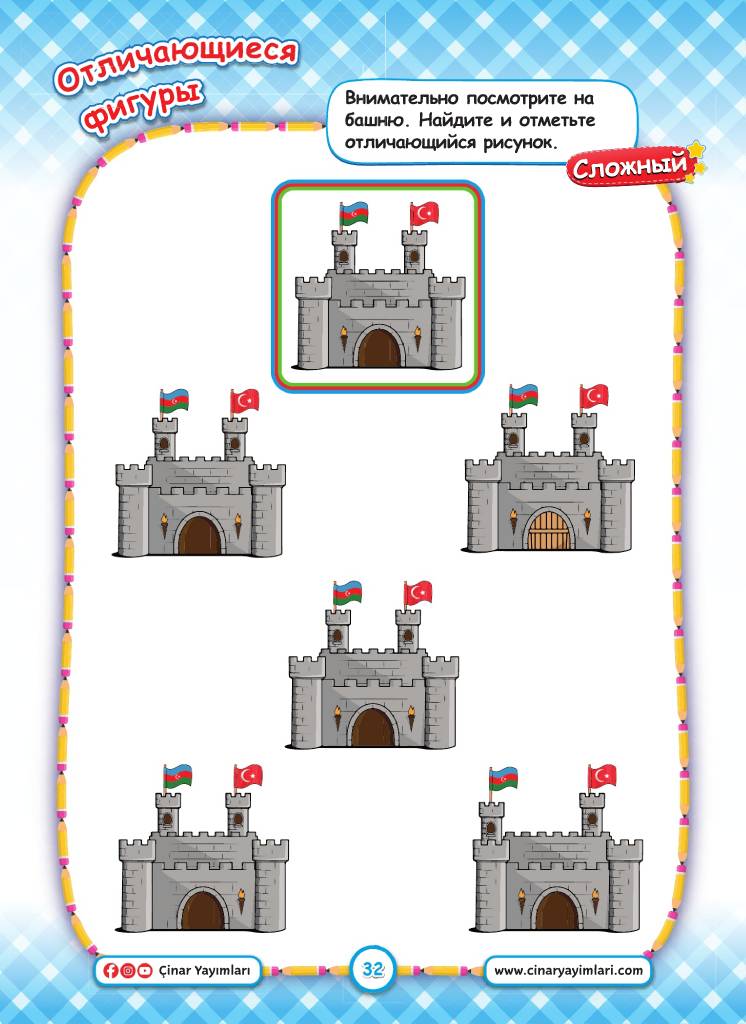 Отличающиеся
фигуры
Внимательно посмотрите на
башню. Найдите и отметьте
отличающийся рисунок.
Сложный
Çinar Yayımları
32
www.cinaryayimlari.com